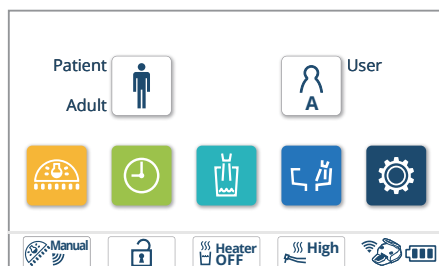 Patient
User
Adult
A
Manual
Heater
OFF
High